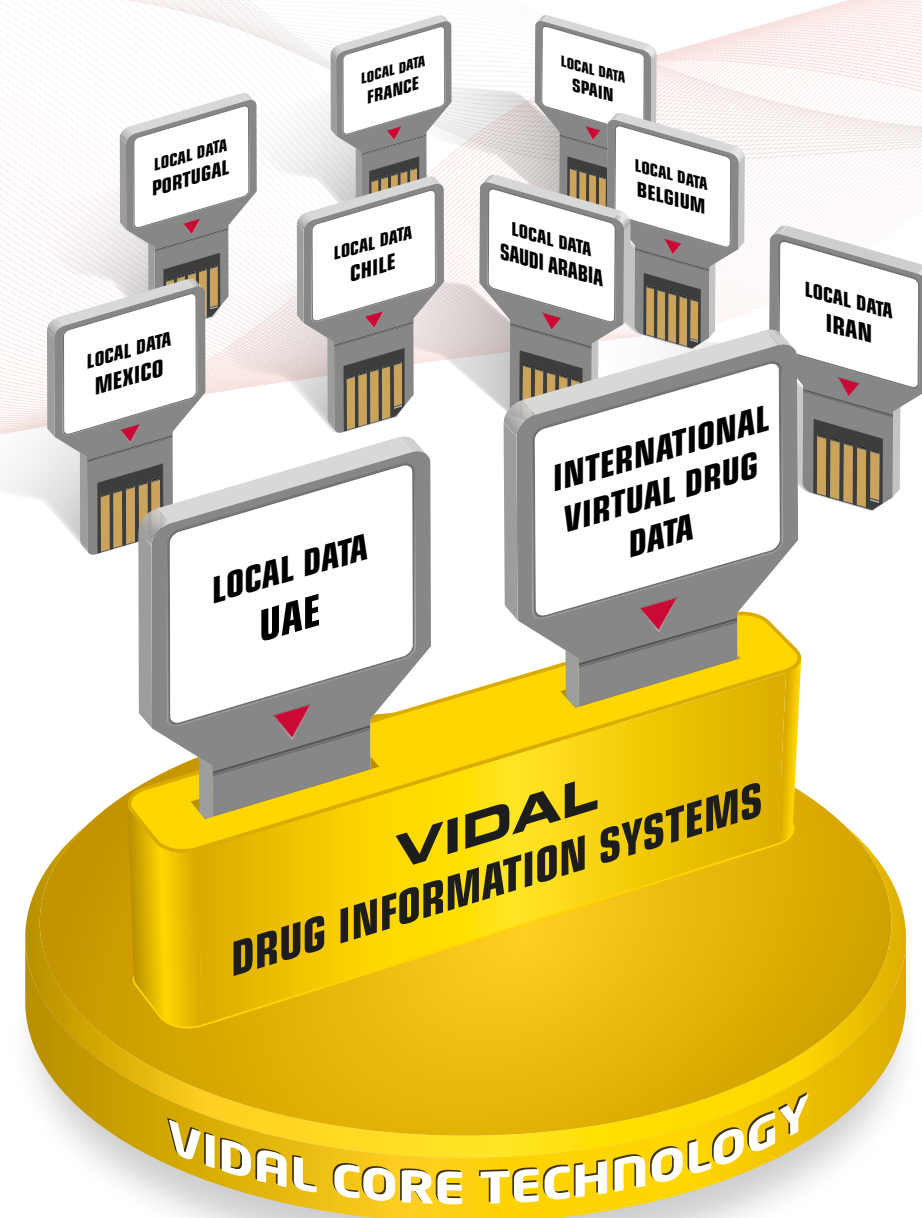 LOCAL DATA
FRANCE
LOCAL DATA
SPAIN
LOCAL DATA
PORTUGAL
LOCAL DATA
BELGIUM
LOCAL DATA
CHILE
LOCAL DATA
SAUDI ARABIA
LOCAL DATA
IRAN
LOCAL DATA
MEXICO
INTERNATIONAL
VIRTUAL DRUG
DATA
LOCAL DATA
UAE
VIDAL
DRUG INFORMATION SYSTEMS
VIDAL CORE TECHNOLOGY